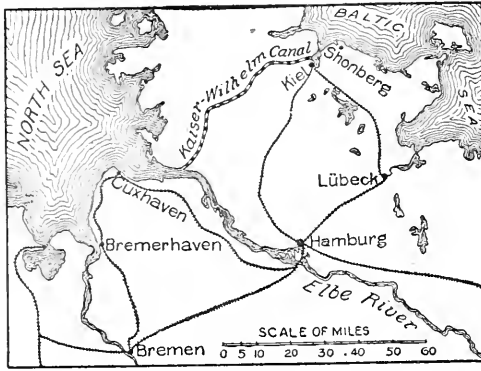 BALTIC
SEA
NORTH SEA
Kaiser-Wilhelm Canal
Kiel
Shonberg
Lübeck
Cuxhaven
Bremerhaven
Hamburg
Elbe River
Bremen
SCALE OF MILES
0 5 10 20 30 40 50 60